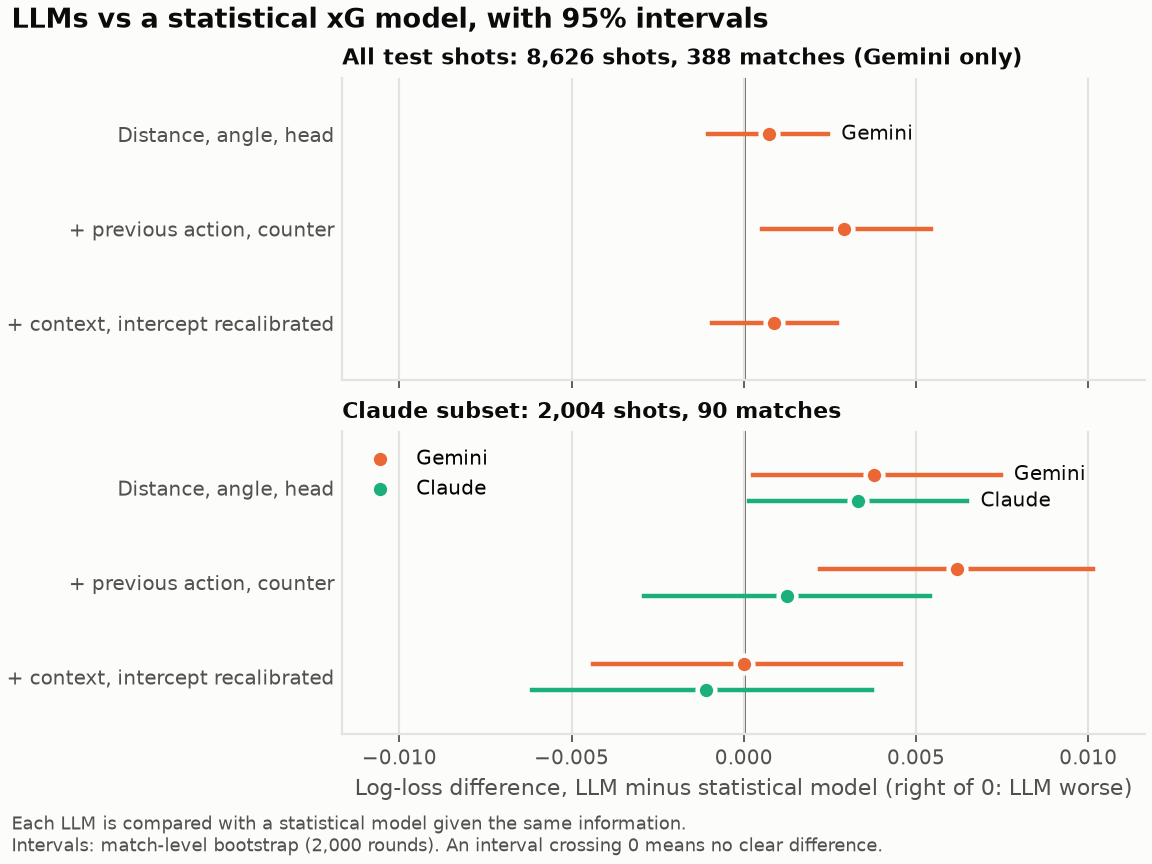 LLMs vs a statistical xG model, with 95% intervals
All test shots: 8,626 shots, 388 matches (Gemini only)
Distance, angle, head
Gemini
+ previous action, counter
+ context, intercept recalibrated
Claude subset: 2,004 shots, 90 matches
Gemini
Claude
Distance, angle, head
Gemini
Claude
+ previous action, counter
+ context, intercept recalibrated
−0.010 −0.005 0.000 0.005 0.010
Log-loss difference, LLM minus statistical model (right of 0: LLM worse)
Each LLM is compared with a statistical model given the same information.
Intervals: match-level bootstrap (2,000 rounds). An interval crossing 0 means no clear difference.